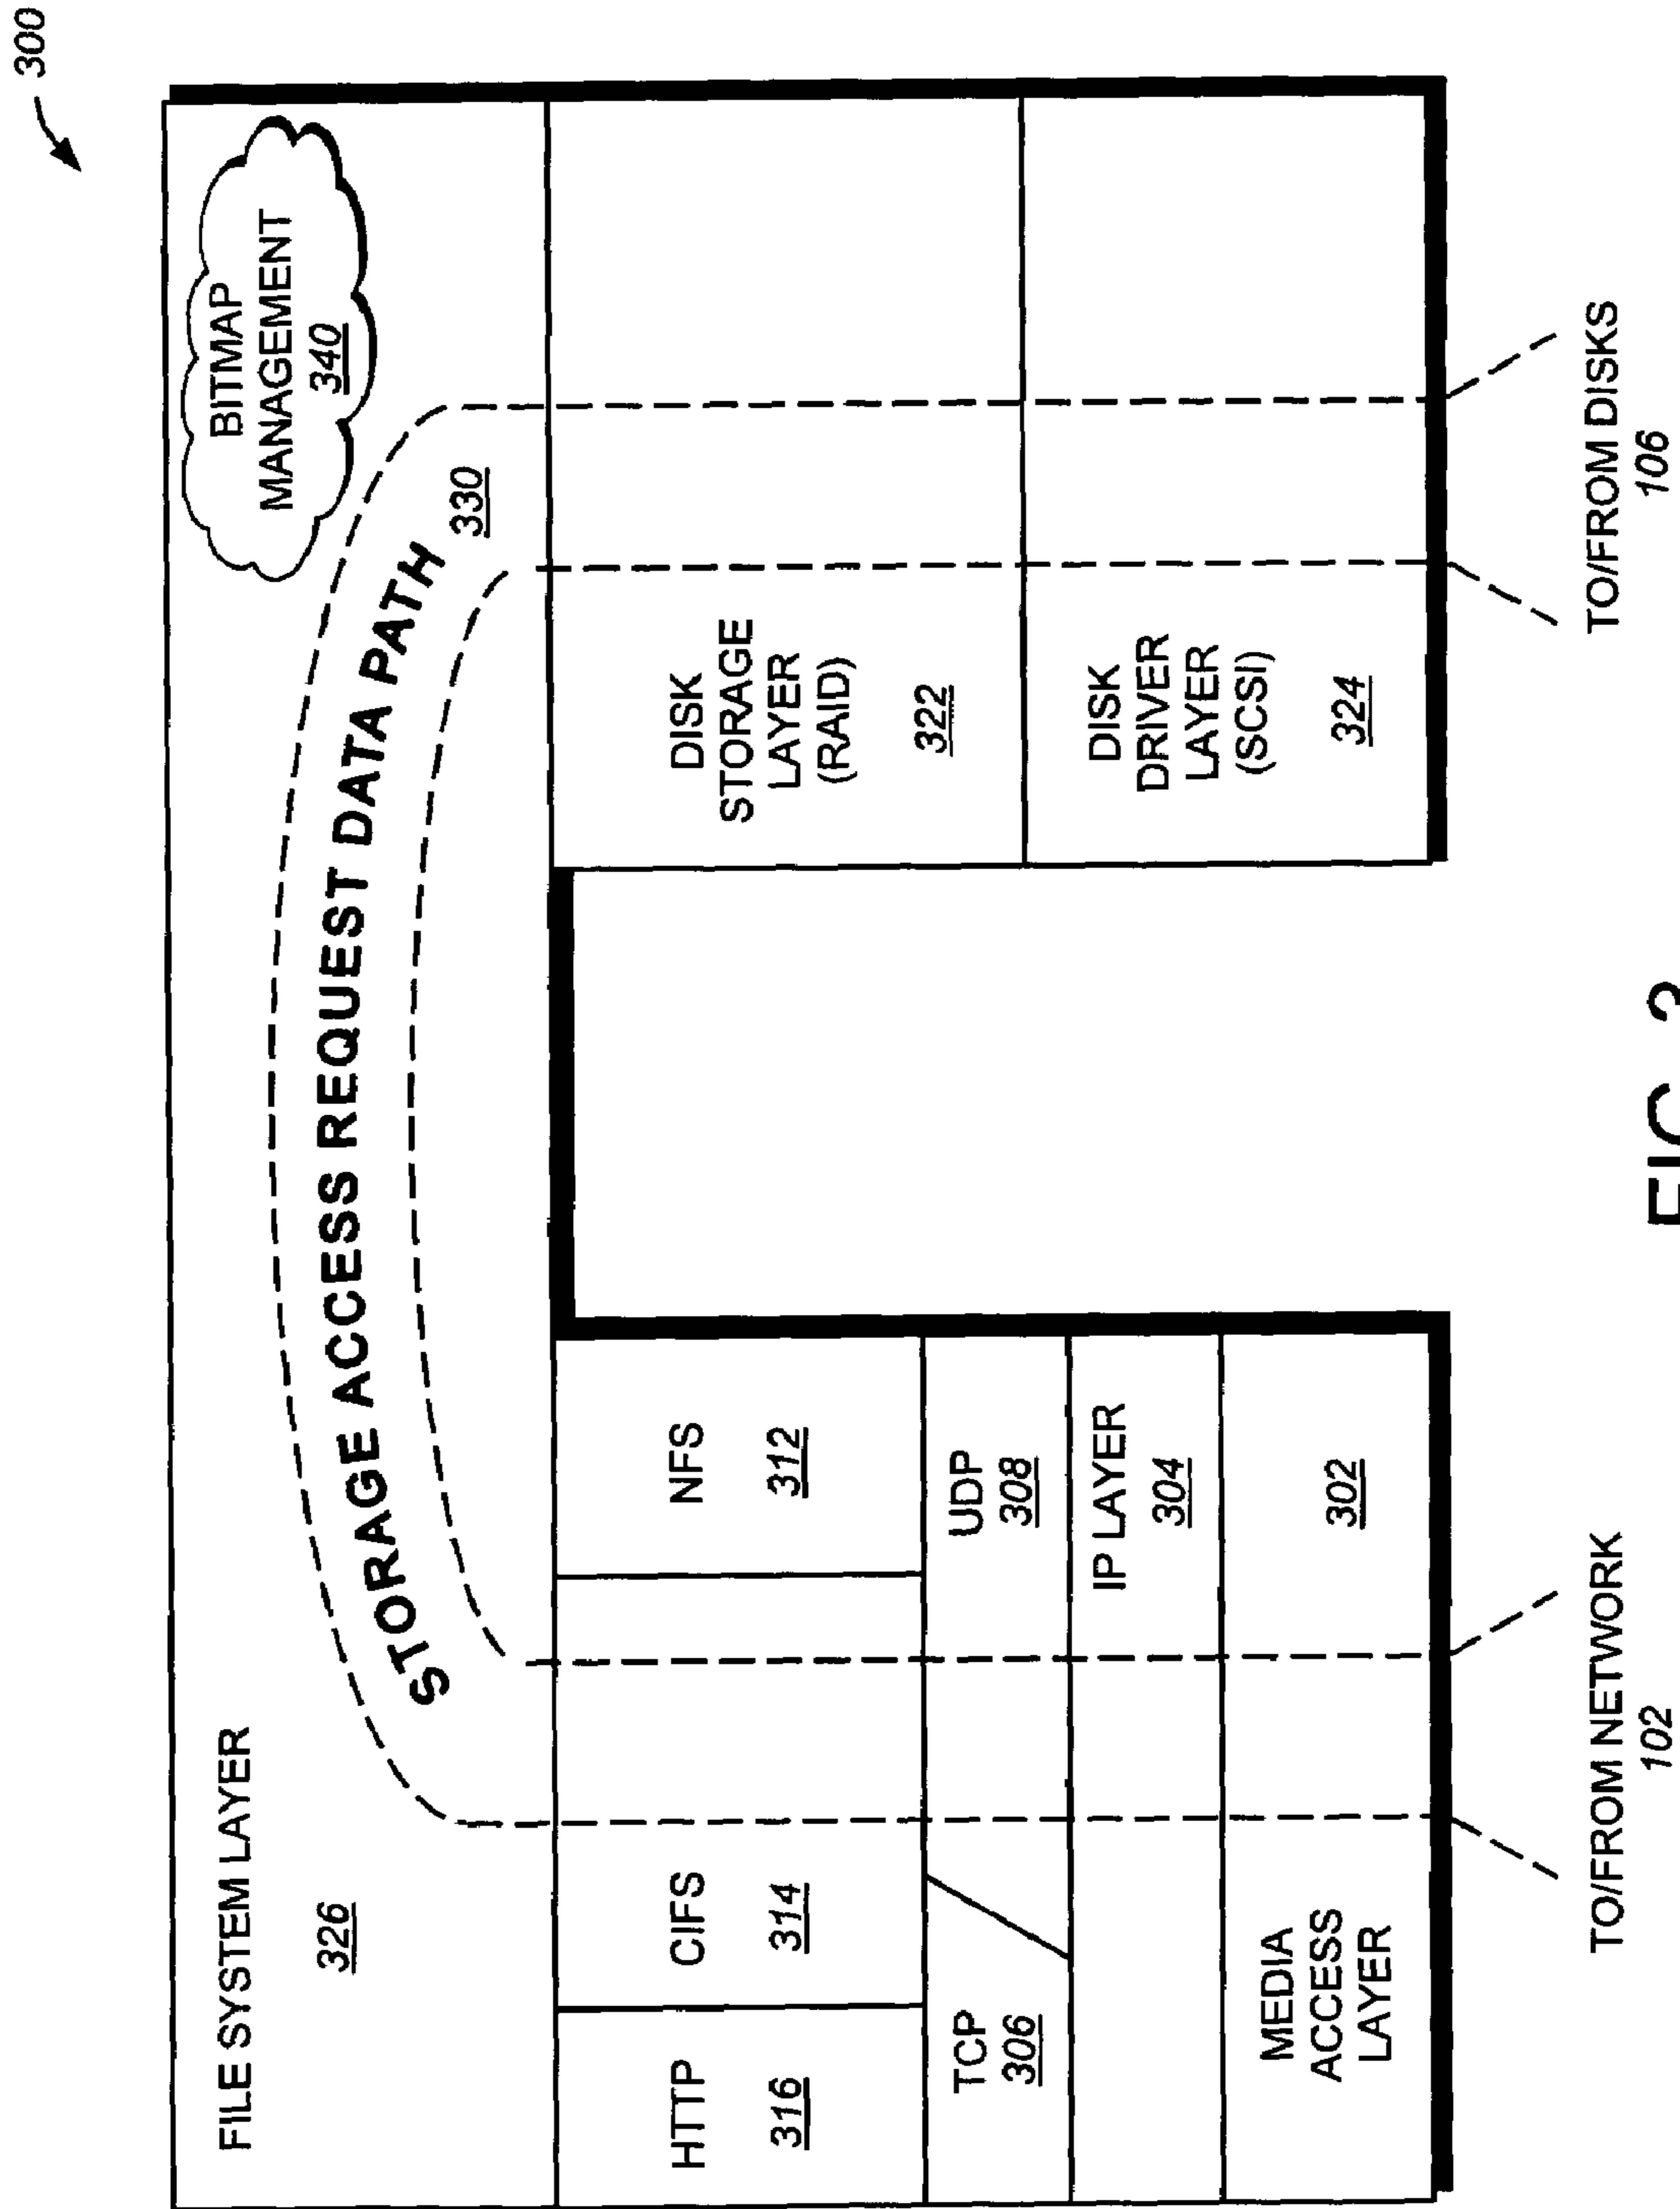 300
FILE SYSTEM LAYER
326
STORAGE ACCESS REQUEST DATA PATH
330
BITMAP
MANAGEMENT
340
HTTP
316
CIFS
314
NFS
312
TCP
306
UDP
308
IP LAYER
304
MEDIA
ACCESS
LAYER
302
DISK
STORAGE
LAYER
(RAID)
322
DISK
DRIVER
LAYER
(SCSI)
324
TO/FROM NETWORK
102
TO/FROM DISKS
106
FIG. 3